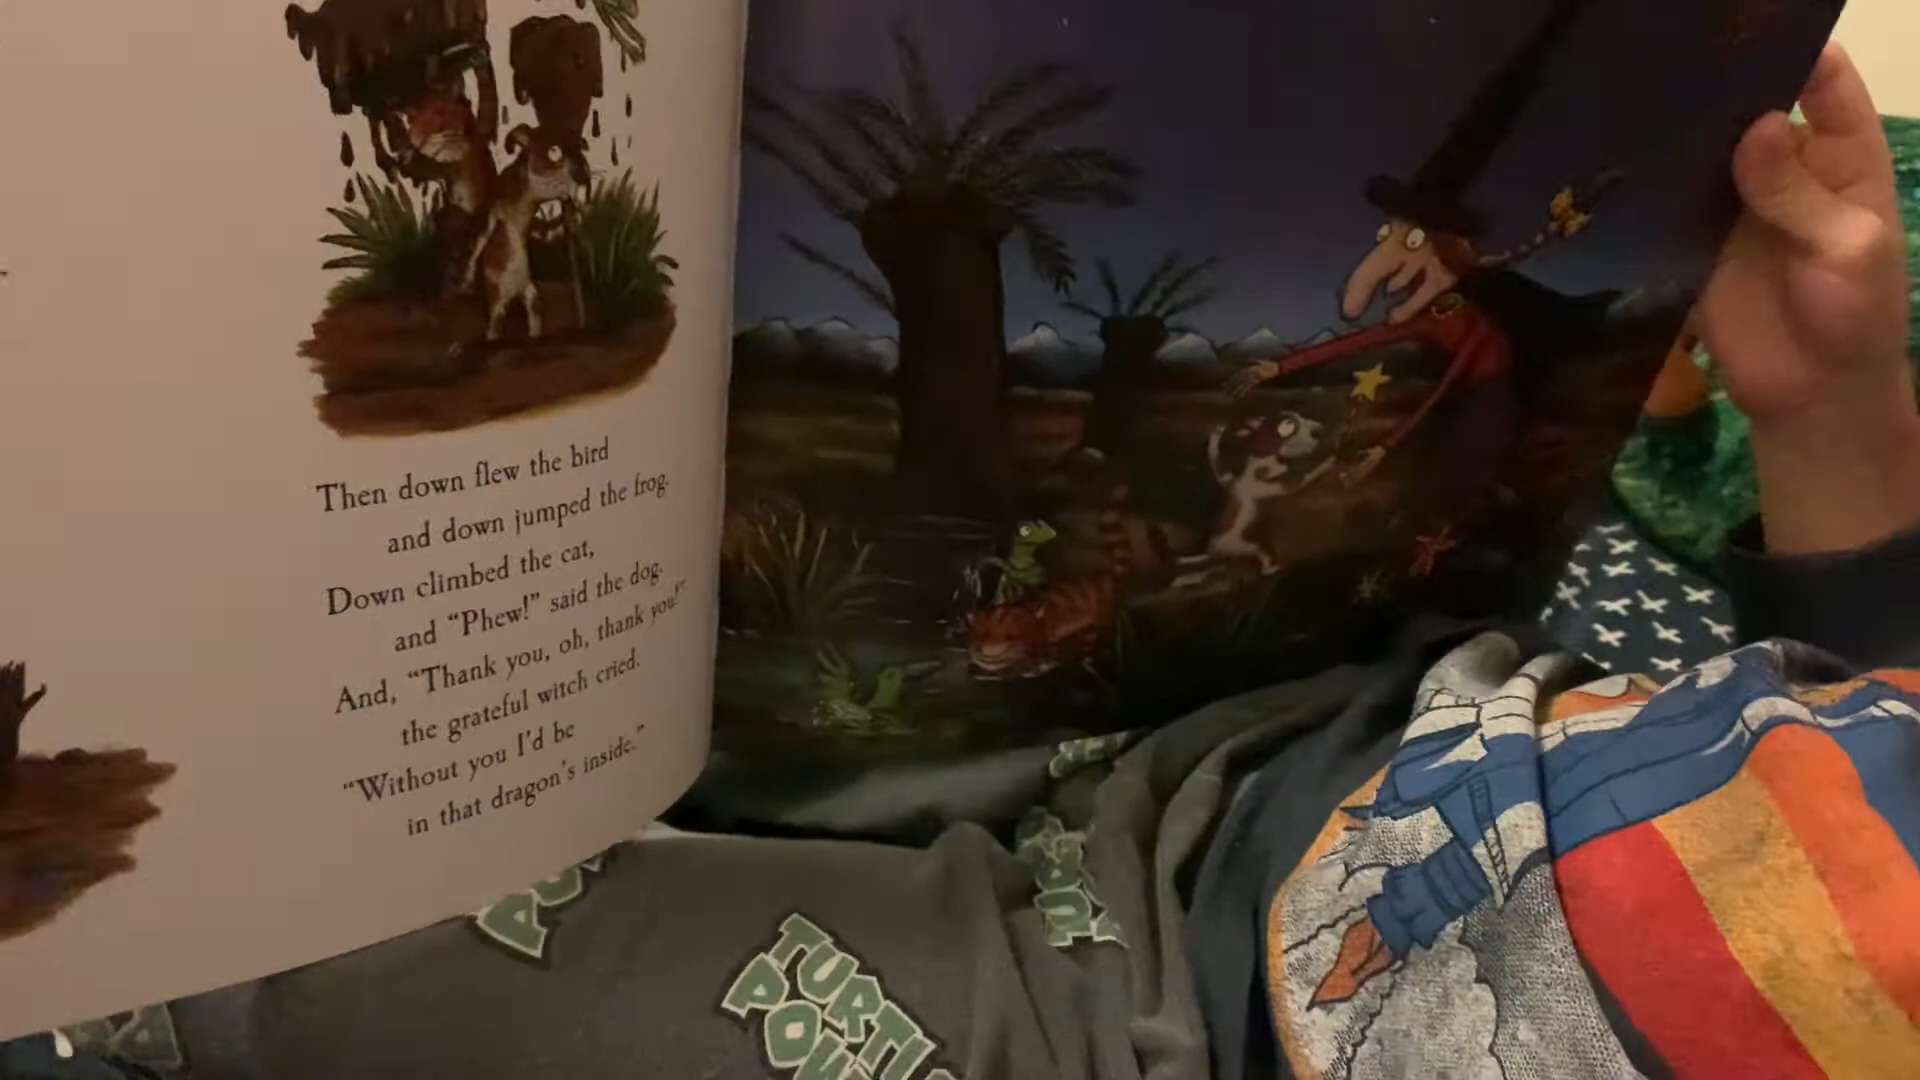 Then down flew the bird
and down jumped the frog.
Down climbed the cat,
and “Phew!” said the dog.
And, “Thank you, oh, thank you!”
the grateful witch cried.
“Without you I'd be
in that dragon's inside.”
TURTLE
POW